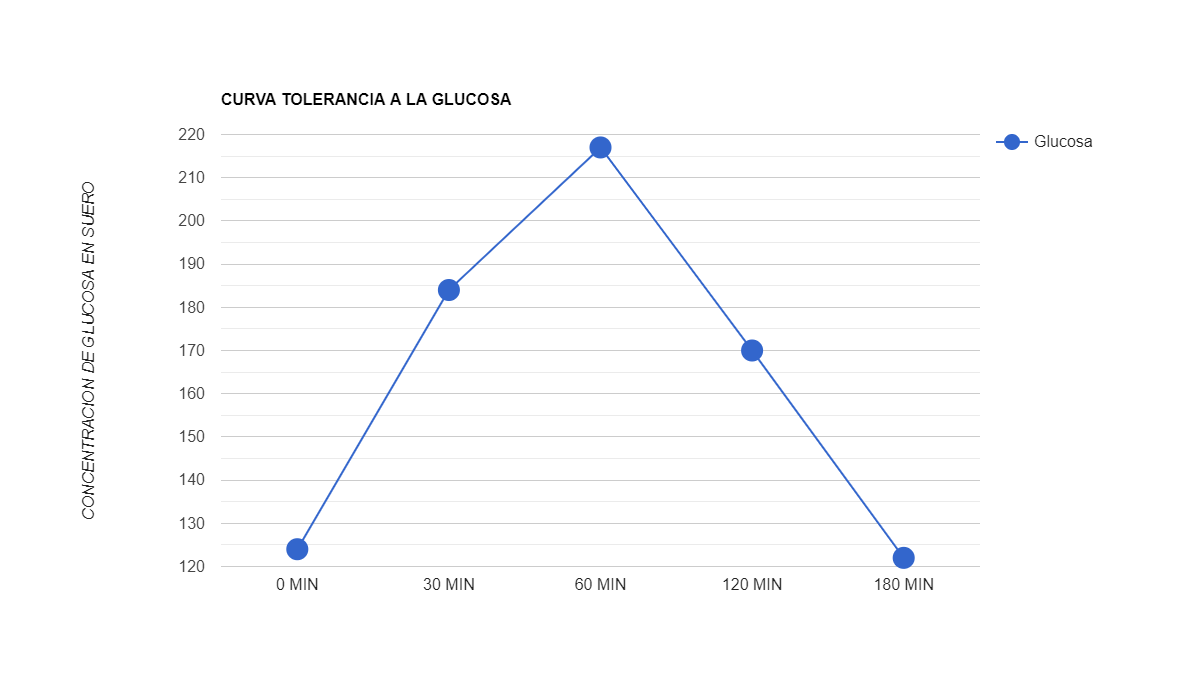 CURVA TOLERANCIA A LA GLUCOSA
Glucosa
CONCENTRACION DE GLUCOSA EN SUERO
220
210
200
190
180
170
160
150
140
130
120
0 MIN 30 MIN 60 MIN 120 MIN 180 MIN